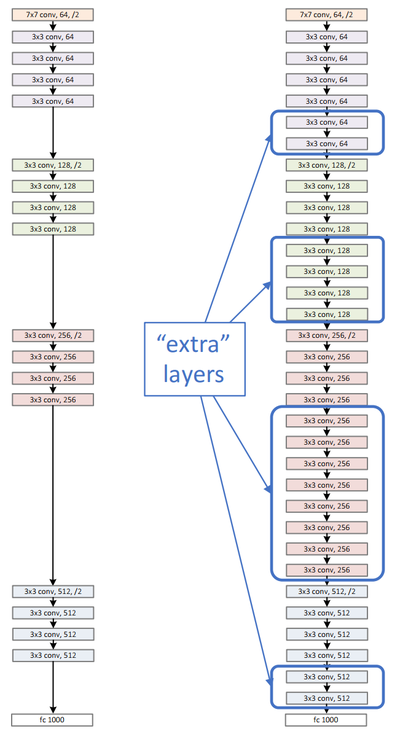 7x7 conv, 64, /2
3x3 conv, 64
3x3 conv, 64
3x3 conv, 64
3x3 conv, 64
3x3 conv, 128, /2
3x3 conv, 128
3x3 conv, 128
3x3 conv, 128
3x3 conv, 256, /2
3x3 conv, 256
3x3 conv, 256
3x3 conv, 256
3x3 conv, 512, /2
3x3 conv, 512
3x3 conv, 512
3x3 conv, 512
fc 1000
“extra”
layers
7x7 conv, 64, /2
3x3 conv, 64
3x3 conv, 64
3x3 conv, 64
3x3 conv, 64
3x3 conv, 64
3x3 conv, 64
3x3 conv, 128, /2
3x3 conv, 128
3x3 conv, 128
3x3 conv, 128
3x3 conv, 128
3x3 conv, 128
3x3 conv, 128
3x3 conv, 128
3x3 conv, 256, /2
3x3 conv, 256
3x3 conv, 256
3x3 conv, 256
3x3 conv, 256
3x3 conv, 256
3x3 conv, 256
3x3 conv, 256
3x3 conv, 256
3x3 conv, 256
3x3 conv, 256
3x3 conv, 256
3x3 conv, 512, /2
3x3 conv, 512
3x3 conv, 512
3x3 conv, 512
3x3 conv, 512
3x3 conv, 512
fc 1000